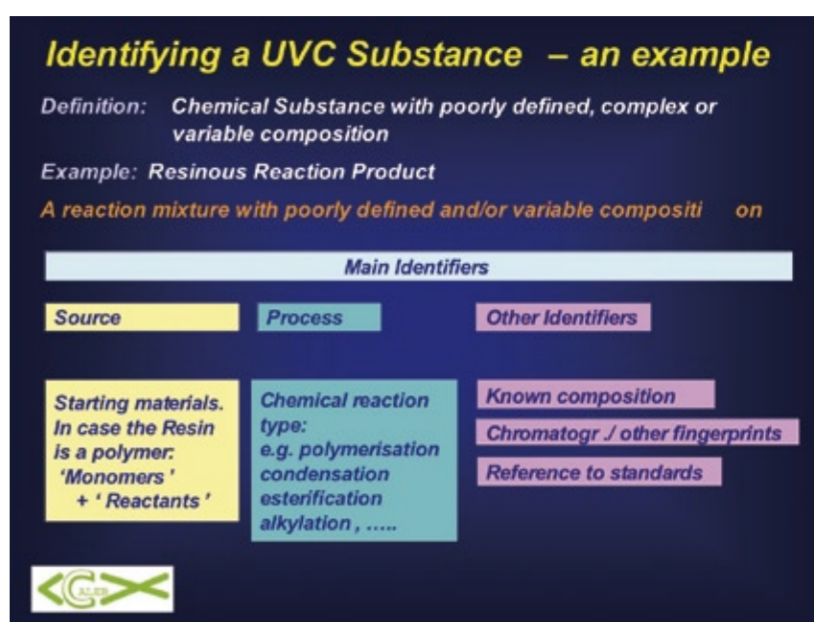 Identifying a UVC Substance – an example
Definition: Chemical Substance with poorly defined, complex or
variable composition
Example: Resinous Reaction Product
A reaction mixture with poorly defined and/or variable compositi on
Main Identifiers
Source
Process
Other Identifiers
Starting materials.
In case the Resin
is a polymer:
‘Monomers’
+ ‘ Reactants ’
Chemical reaction
type:
e.g. polymerisation
condensation
esterification
alkylation , …..
Known composition
Chromatogr ./ other fingerprints
Reference to standards
CALEB